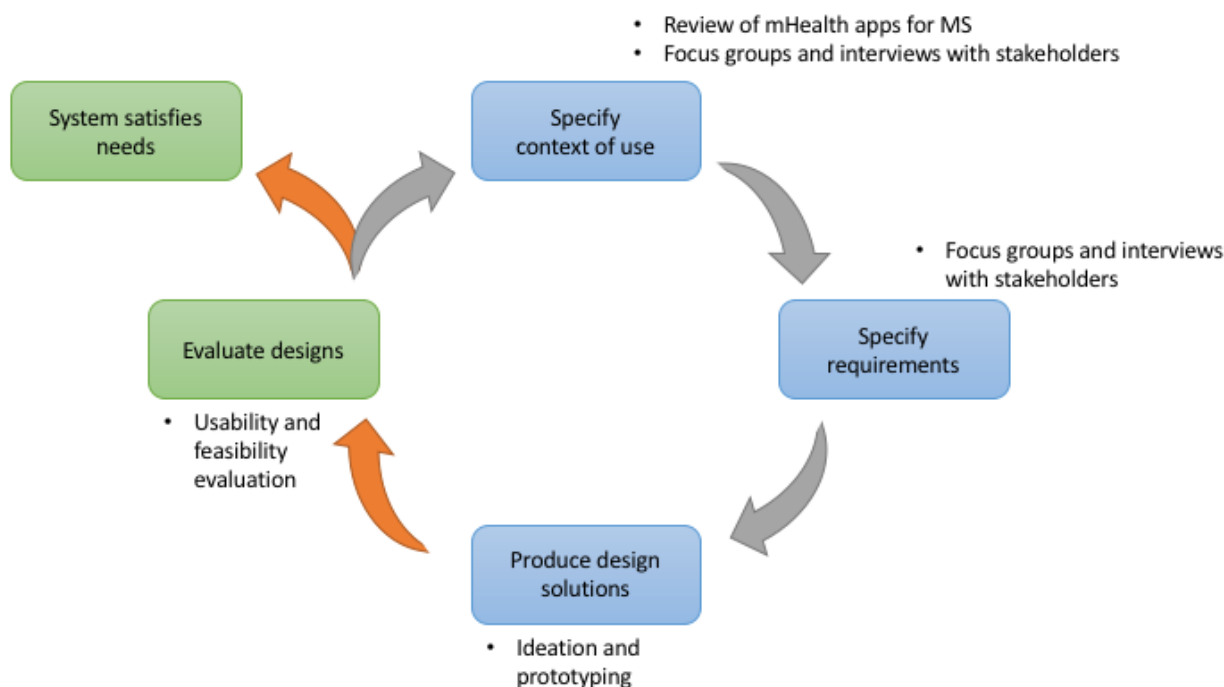 • Review of mHealth apps for MS
• Focus groups and interviews with stakeholders
System satisfies
needs
Specify
context of use
• Focus groups and interviews
with stakeholders
Specify
requirements
Evaluate designs
• Usability and
feasibility
evaluation
Produce design
solutions
• Ideation and
prototyping